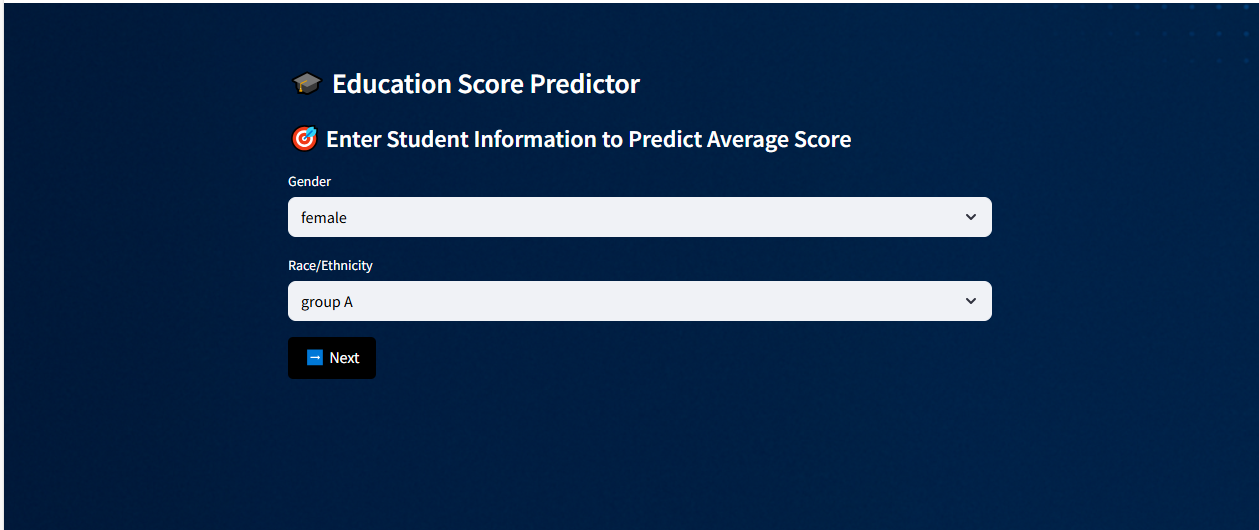 Education Score Predictor
Enter Student Information to Predict Average Score
Gender
female
Race/Ethnicity
group A
Next